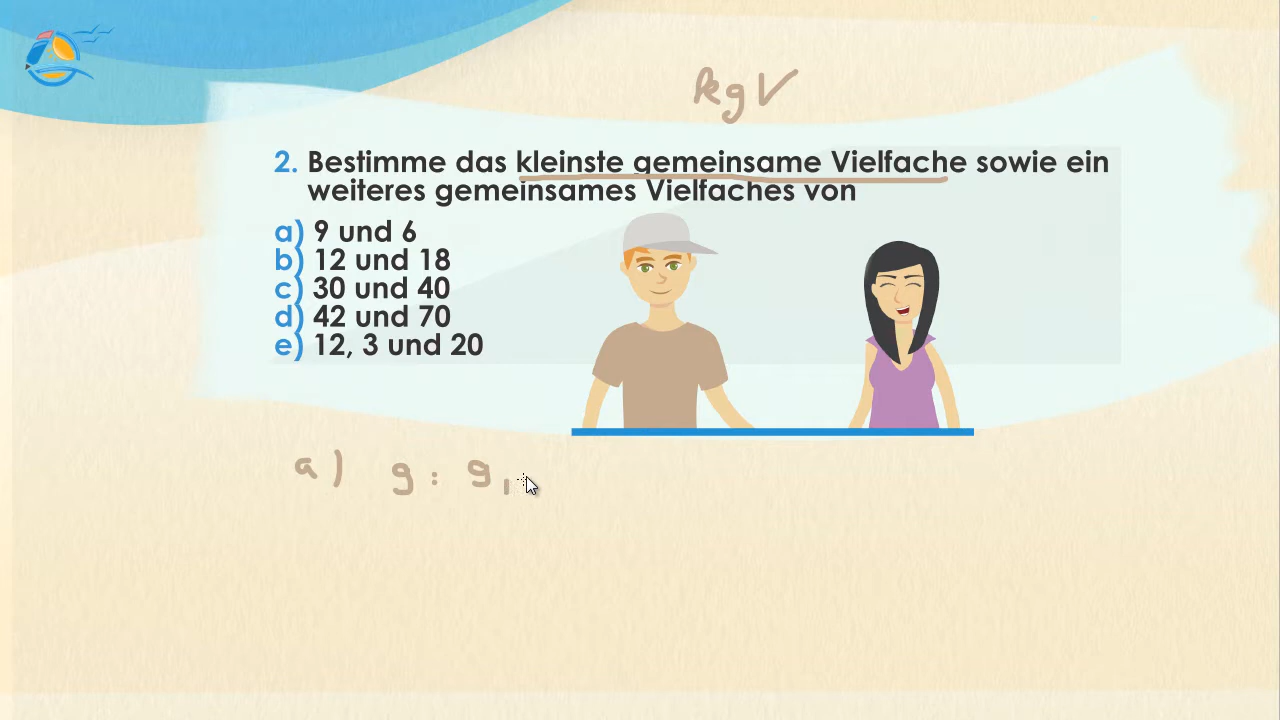 kgV
2. Bestimme das kleinste gemeinsame Vielfache sowie ein
weiteres gemeinsames Vielfaches von
a) 9 und 6
b) 12 und 18
c) 30 und 40
d) 42 und 70
e) 12, 3 und 20
a) 9 : 9,